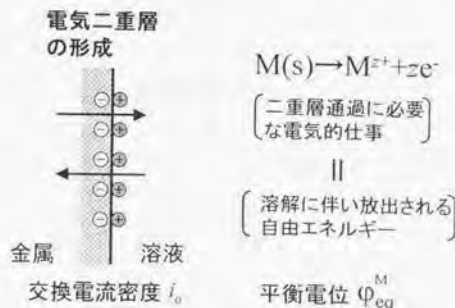 電気二重層
の形成
M(s)→M^{z+}+ze^-
二重層通過に必要
な電気的仕事
||
溶解に伴い放出される
自由エネルギー
⊖⊕
⊖⊕
⊖⊕
⊖⊕
⊖⊕
金属 溶液
交換電流密度 i_o
平衡電位 φ_{eq}^M